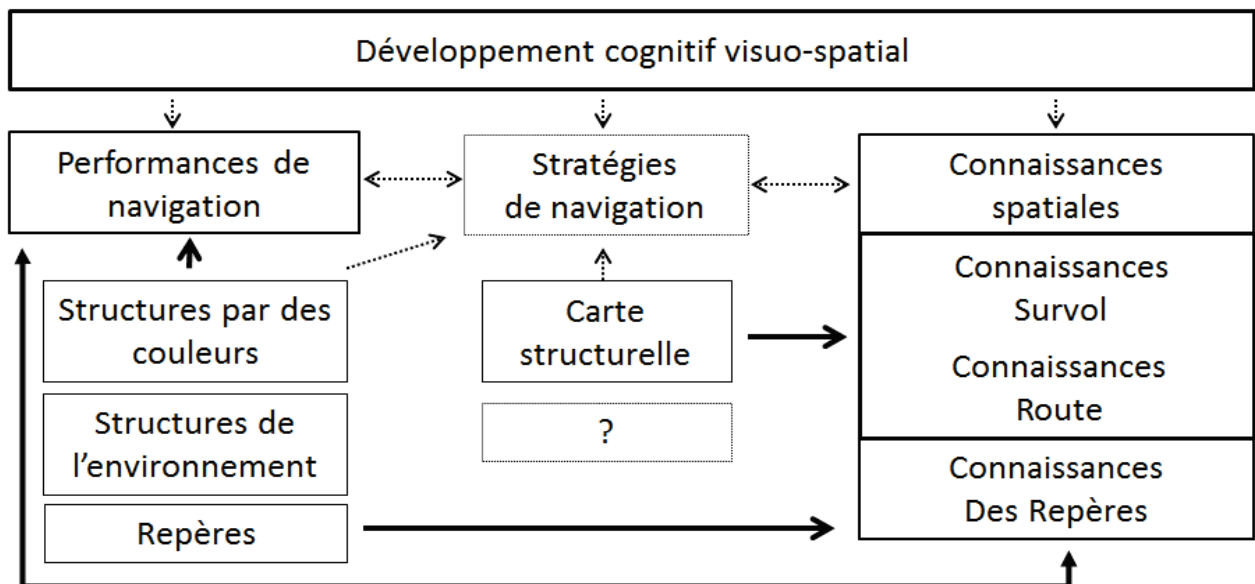 Développement cognitif visuo-spatial
Performances de
navigation
Stratégies
de navigation
Connaissances
spatiales
Structures par des
couleurs
Carte
structurelle
Connaissances
Survol
Connaissances
Route
Structures de
l'environnement
?
Repères
Connaissances
Des Repères